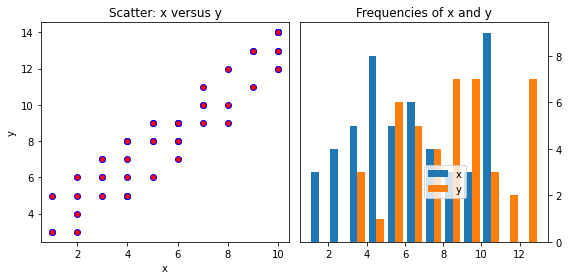 Scatter: x versus y
Frequencies of x and y
14
12
10
8
6
4
y
2 4 6 8 10
x
8
6
4
2
0
2 4 6 8 10 12
x
y